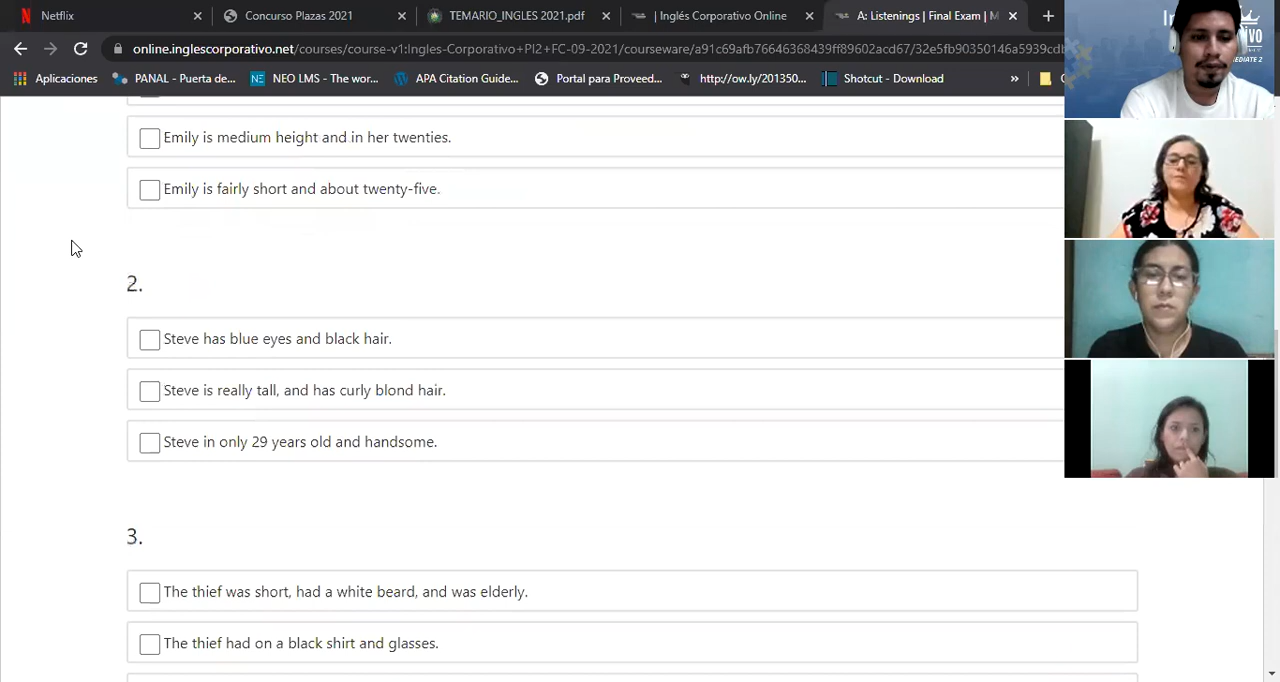 Netflix
Concurso Plazas 2021
TEMARIO_INGLES 2021.pdf
| Inglés Corporativo Online
A: Listenings | Final Exam | M
online.inglescorporativo.net/courses/course-v1:Ingles-Corporativo+PI2+FC-09-2021/courseware/a91c69afb76646368439ff89602acd67/32e5fb90350146a5939cdb
Aplicaciones
PANAL - Puerta de...
NEO LMS - The wor...
APA Citation Guide...
Portal para Proveed...
http://ow.ly/201350...
Shotcut - Download
»
Emily is medium height and in her twenties.
Emily is fairly short and about twenty-five.
2.
Steve has blue eyes and black hair.
Steve is really tall, and has curly blond hair.
Steve in only 29 years old and handsome.
3.
The thief was short, had a white beard, and was elderly.
The thief had on a black shirt and glasses.